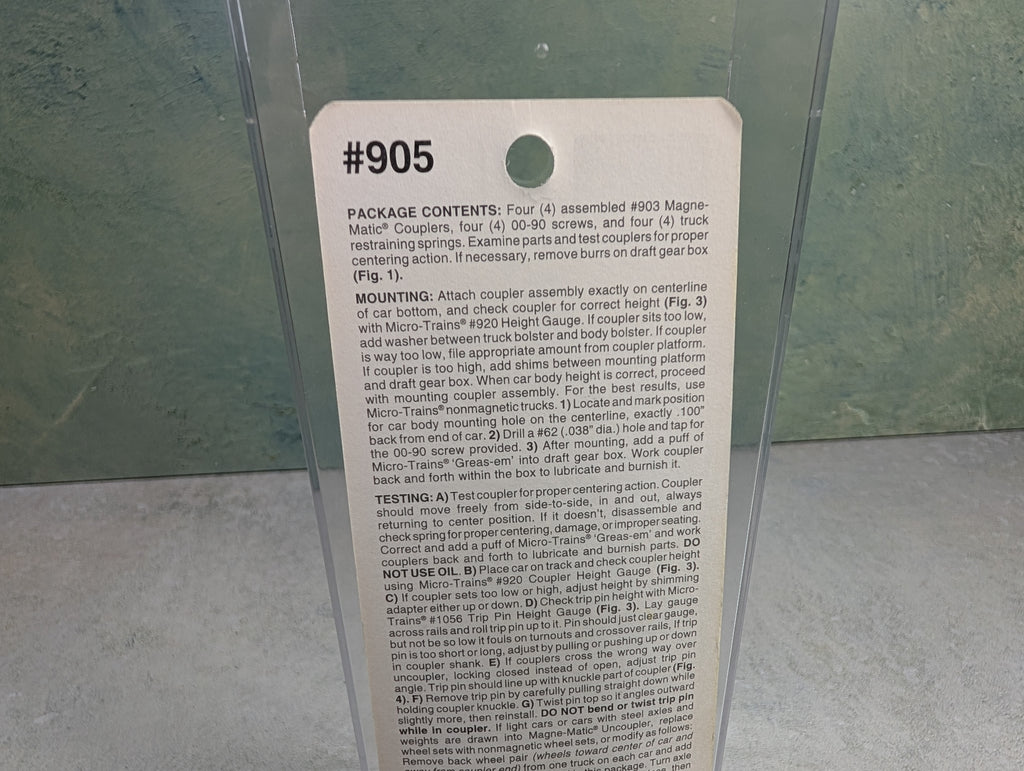 #905
PACKAGE CONTENTS: Four (4) assembled #903 Magne-
Matic® Couplers, four (4) 00-90 screws, and four (4) truck
restraining springs. Examine parts and test couplers for proper
centering action. If necessary, remove burrs on draft gear box
(Fig. 1).
MOUNTING: Attach coupler assembly exactly on centerline
of car bottom, and check coupler for correct height (Fig. 3)
with Micro-Trains® #920 Height Gauge. If coupler sits too low,
add washer between truck bolster and body bolster. If coupler
is way too low, file appropriate amount from coupler platform.
If coupler is too high, add shims between mounting platform
and draft gear box. When car body height is correct, proceed
with mounting coupler assembly. For the best results, use
Micro-Trains® nonmagnetic trucks. 1) Locate and mark position
for car body mounting hole on the centerline, exactly .100"
back from end of car. 2) Drill a #62 (.038" dia.) hole and tap for
the 00-90 screw provided. 3) After mounting, add a puff of
Micro-Trains® 'Greas-em' into draft gear box. Work coupler
back and forth within the box to lubricate and burnish it.
TESTING: A) Test coupler for proper centering action. Coupler
should move freely from side-to-side, in and out, always
returning to center position. If it doesn't, disassemble and
check spring for proper centering, damage, or improper seating.
Correct and add a puff of Micro-Trains® 'Greas-em' and work
couplers back and forth to lubricate and burnish parts. DO
NOT USE OIL. B) Place car on track and check coupler height
using Micro-Trains® #920 Coupler Height Gauge (Fig. 3).
C) If coupler sets too low or high, adjust height by shimming
adapter either up or down. D) Check trip pin height with Micro-
Trains® #1056 Trip Pin Height Gauge (Fig. 3). Lay gauge
across rails and roll trip pin up to it. Pin should just clear gauge,
but not be so low it fouls on turnouts and crossover rails, If trip
pin is too short or long, adjust by pulling or pushing up or down
in coupler shank. E) If couplers cross the wrong way over
uncoupler, locking closed instead of open, adjust trip pin
angle. Trip pin should line up with knuckle part of coupler (Fig.
4). F) Remove trip pin by carefully pulling straight down while
holding coupler knuckle. G) Twist pin top so it angles outward
slightly more, then reinstall. DO NOT bend or twist trip pin
while in coupler. If light cars or cars with steel axles and
weights are drawn into Magne-Matic® Uncoupler, replace
wheel sets with nonmagnetic wheel sets, or modify as follows:
Remove back wheel pair (wheels toward center of car and
away from coupler end) from one truck on each car and add
this package. Turn axle
then